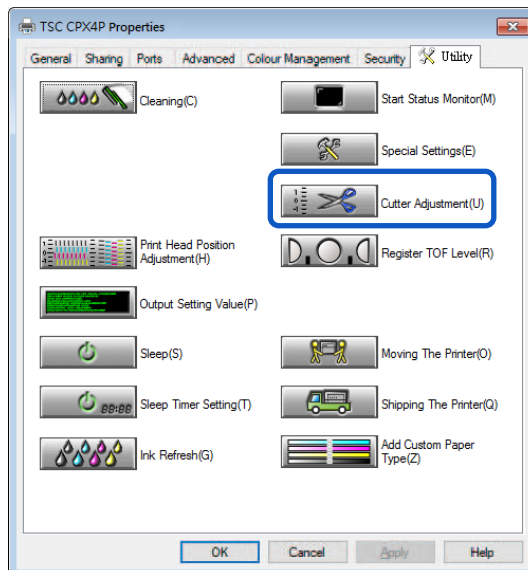 TSC CPX4P Properties
General Sharing Ports Advanced Colour Management Security Utility
Cleaning(C)
Start Status Monitor(M)
Special Settings(E)
Cutter Adjustment(U)
Print Head Position
Adjustment(H)
Register TOF Level(R)
Output Setting Value(P)
Sleep(S)
Moving The Printer(O)
88:88
Sleep Timer Setting(T)
Shipping The Printer(Q)
Ink Refresh(G)
Add Custom Paper
Type(Z)
OK Cancel Apply Help